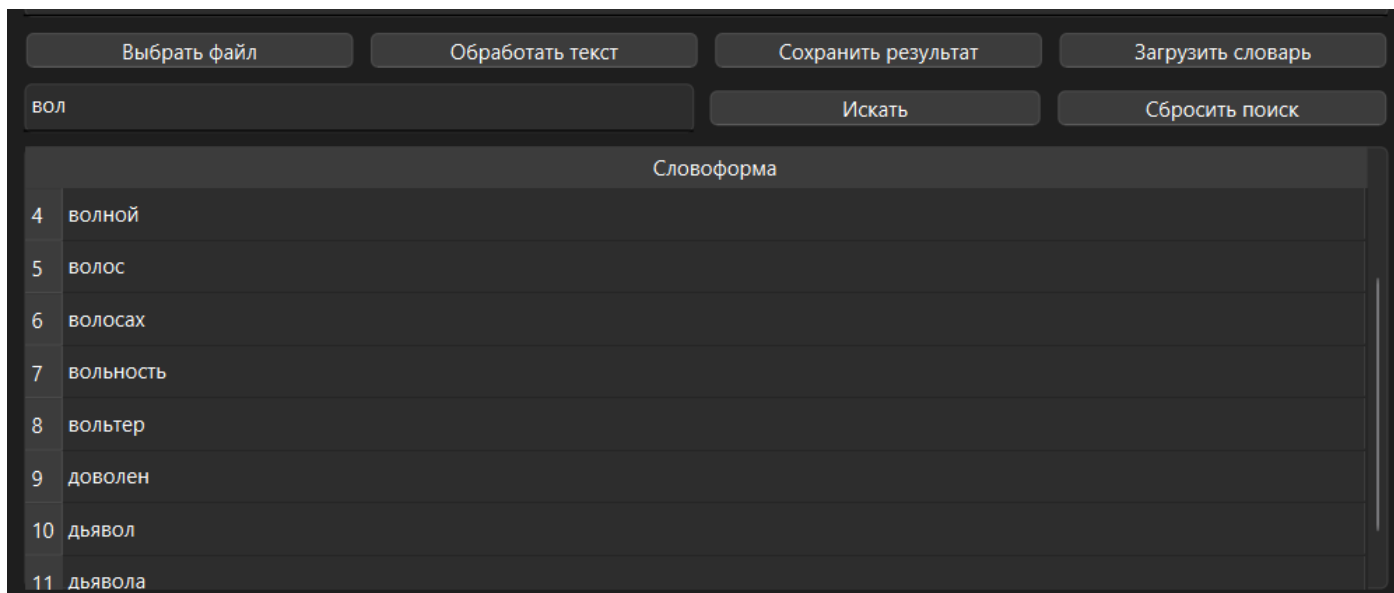 Выбрать файл Обработать текст Сохранить результат Загрузить словарь
вол Искать Сбросить поиск
Словоформа
4 волной
5 волос
6 волосах
7 вольность
8 вольтер
9 доволен
10 дьявол
11 дьявола